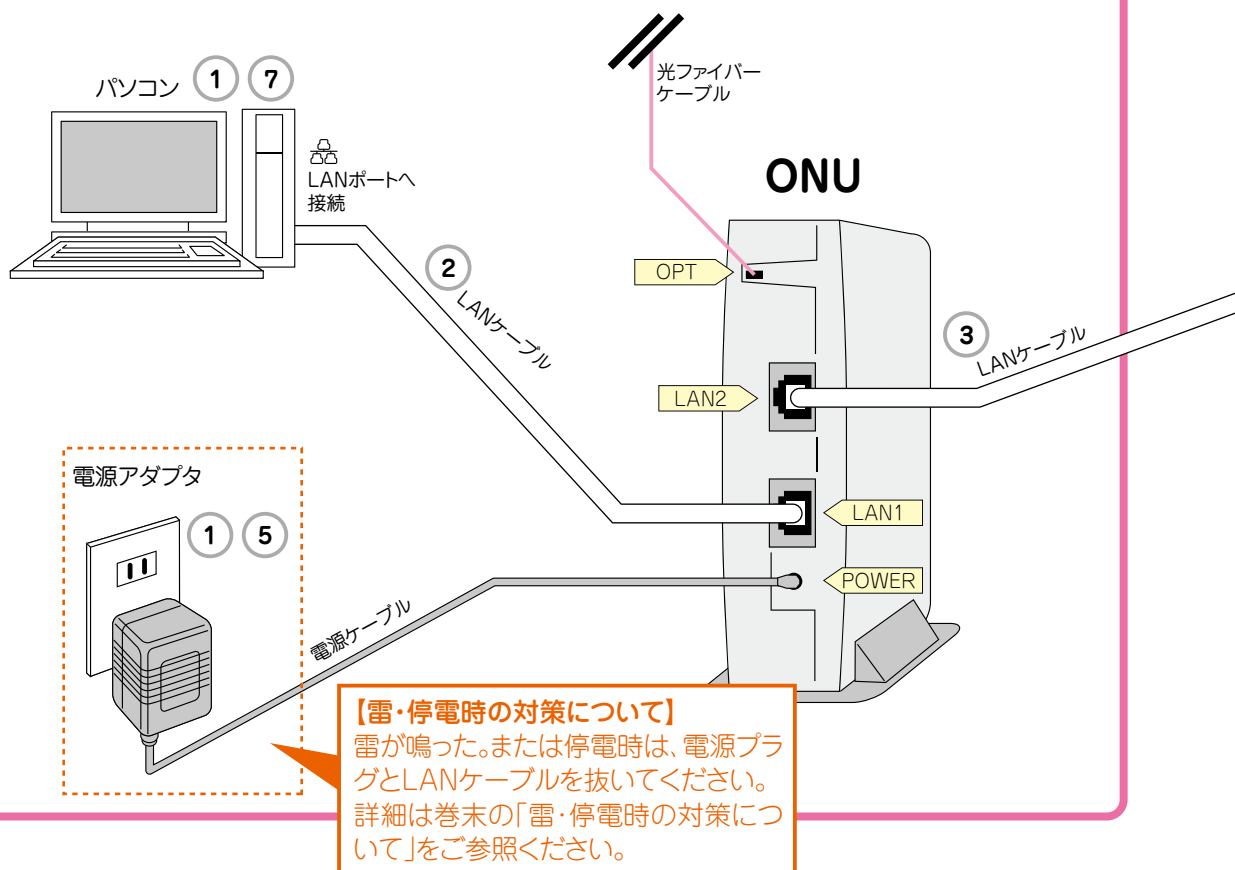 パソコン 1 7
LANポートへ
接続
光ファイバー
ケーブル
ONU
OPT
2
LANケーブル
3
LANケーブル
LAN2
LAN1
POWER
電源アダプタ
1 5
電源ケーブル
【雷・停電時の対策について】
雷が鳴った。または停電時は、電源プラ
グとLANケーブルを抜いてください。
詳細は巻末の「雷・停電時の対策につ
いて」をご参照ください。